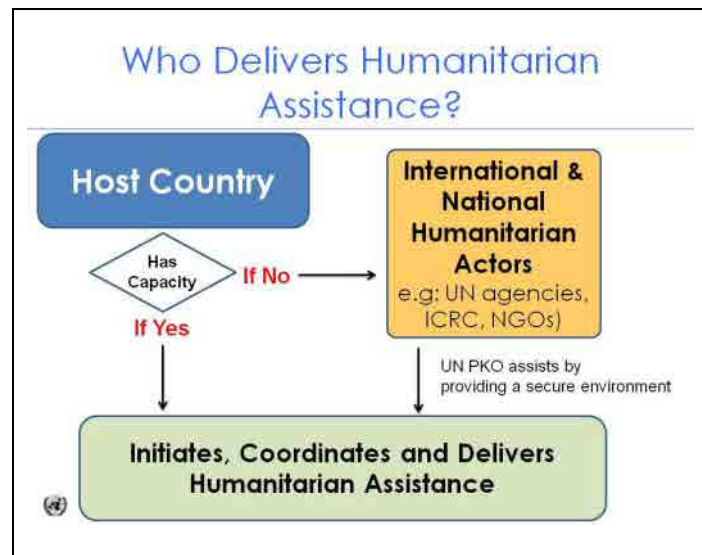 Who Delivers Humanitarian
Assistance?
Host Country
Has
Capacity
If No
If Yes
International &
National
Humanitarian
Actors
e.g: UN agencies,
ICRC, NGOs)
UN PKO assists by
providing a secure environment
Initiates, Coordinates and Delivers
Humanitarian Assistance